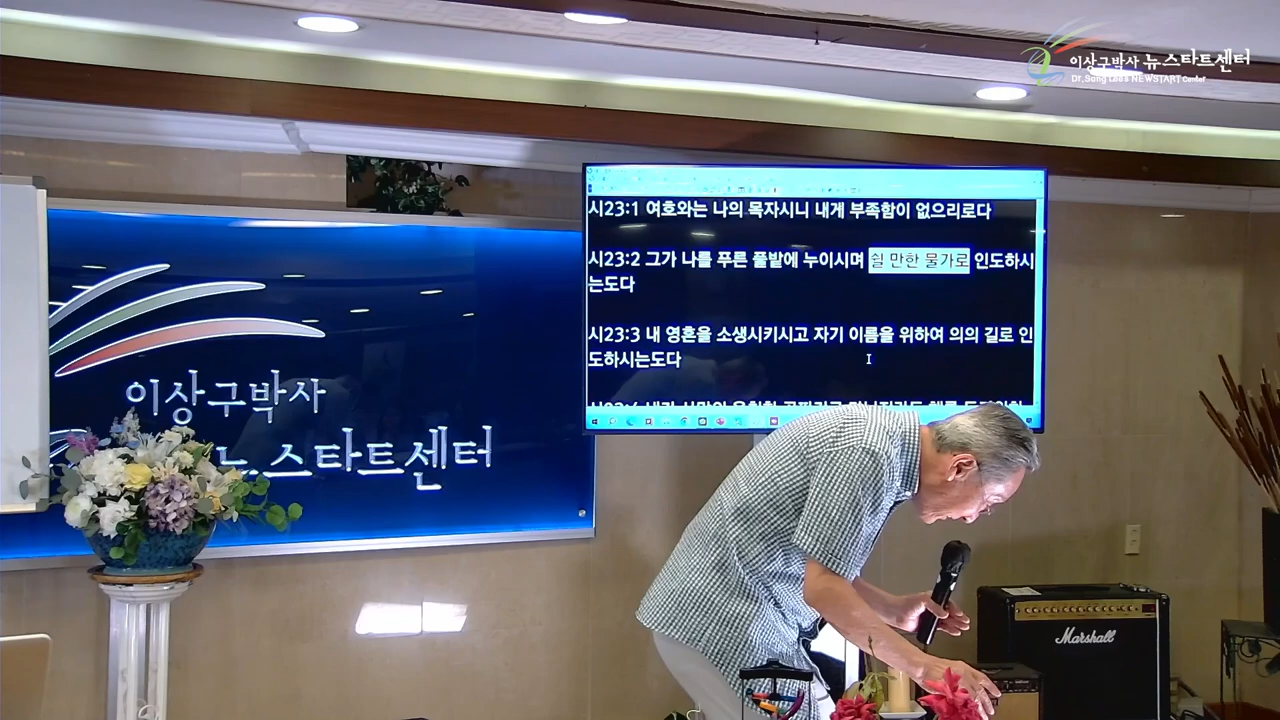 이상구박사 뉴스타트센터
Dr. Sang Lee's NEWSTART Center
시23:1 여호와는 나의 목자시니 내게 부족함이 없으리로다
시23:2 그가 나를 푸른 풀밭에 누이시며 쉴 만한 물가로 인도하시
는도다
시23:3 내 영혼을 소생시키시고 자기 이름을 위하여 의의 길로 인
도하시는도다
이상구박사
뉴스타트센터
Marshall